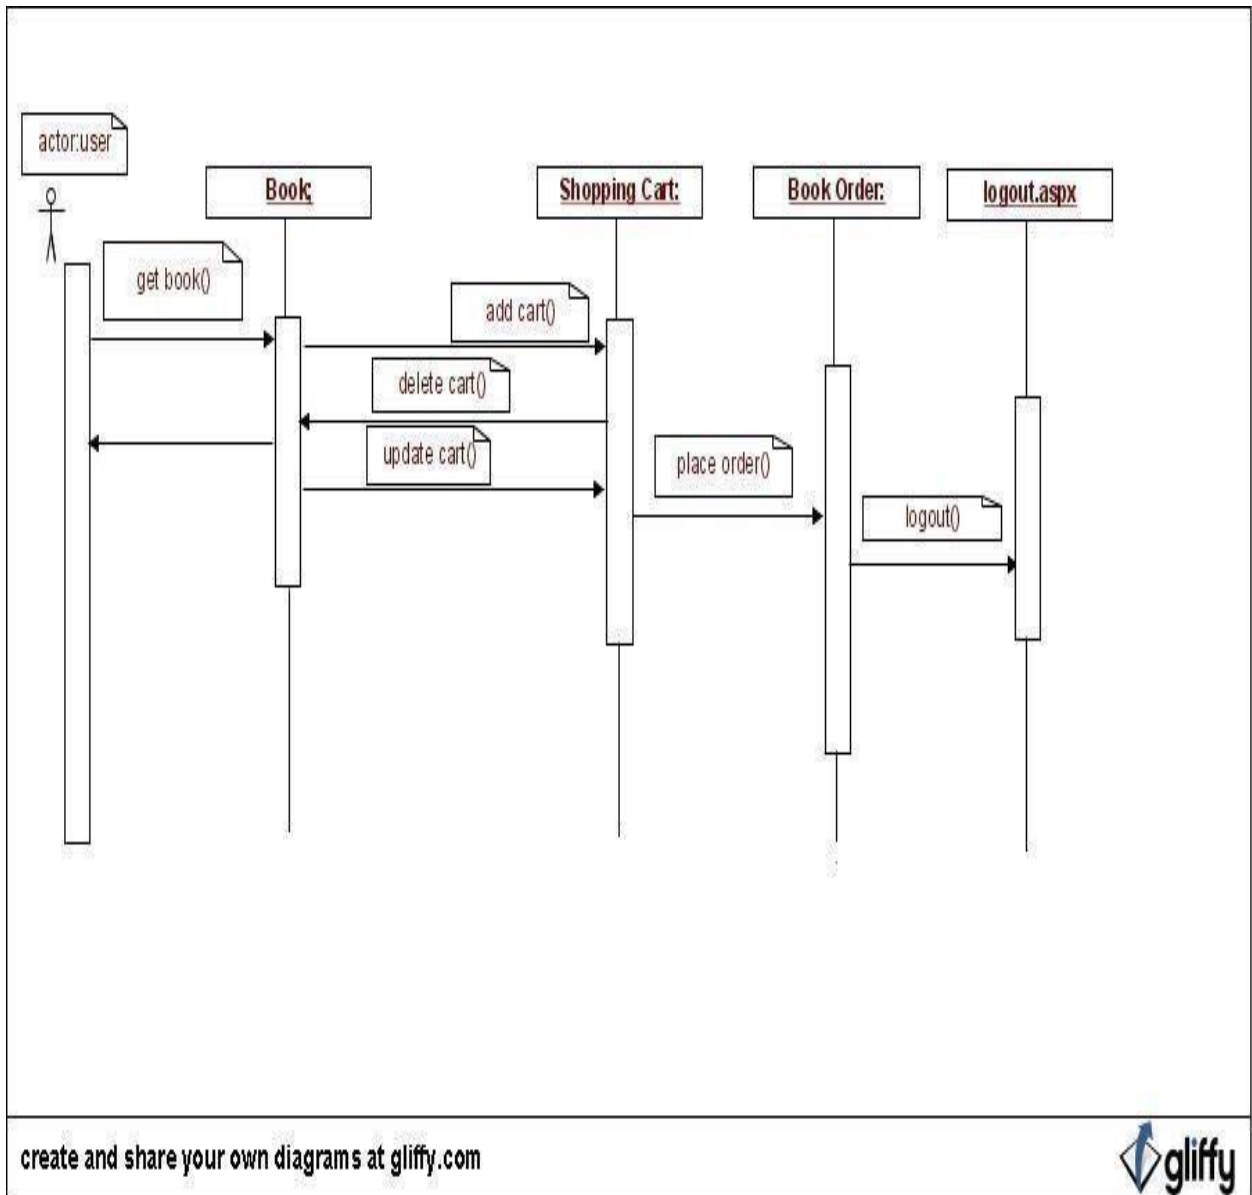 actor:user
Book;
Shopping Cart:
Book Order:
logout.aspx
get book()
add cart()
delete cart()
update cart()
place order()
logout()
create and share your own diagrams at gliffy.com
gliffy